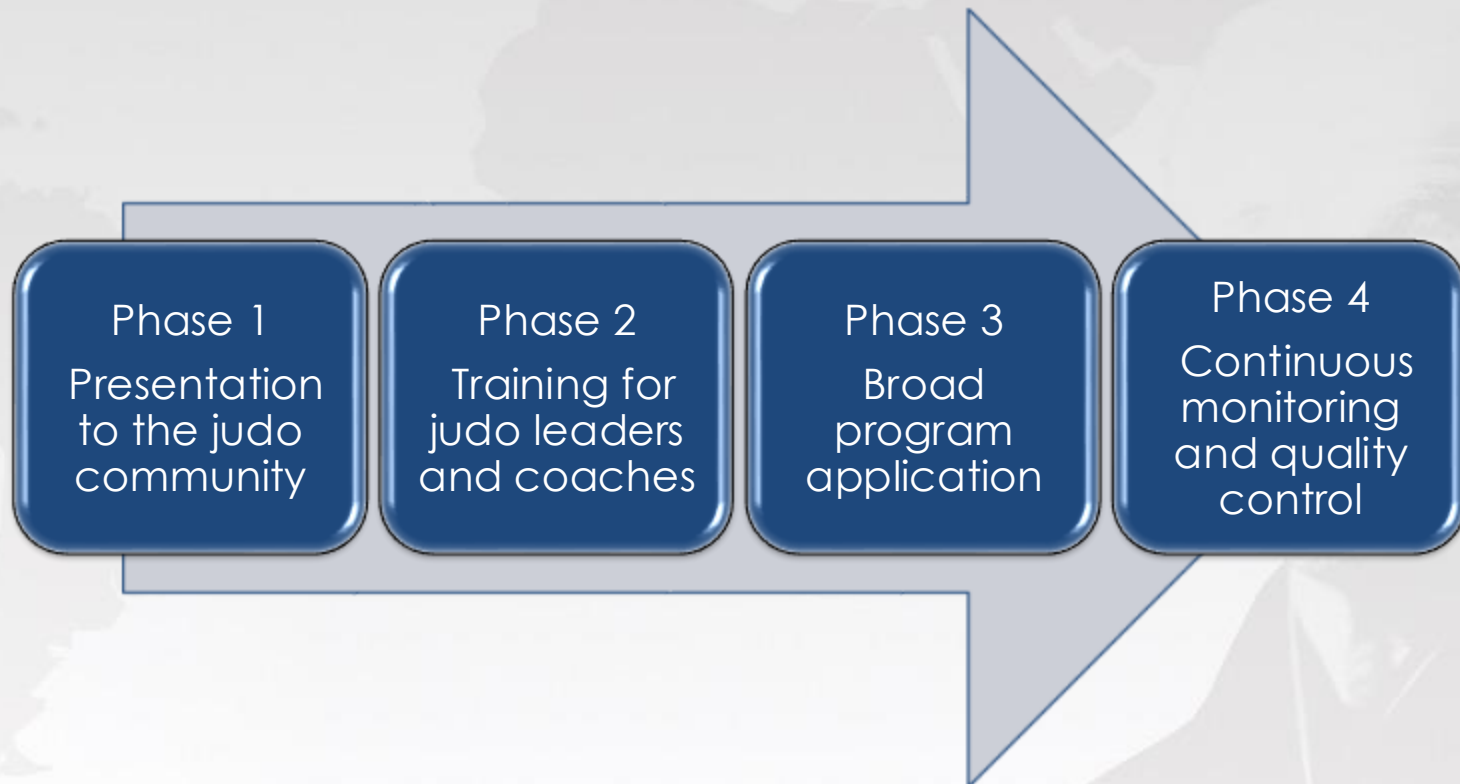 Phase 1
Presentation
to the judo
community
Phase 2
Training for
judo leaders
and coaches
Phase 3
Broad
program
application
Phase 4
Continuous
monitoring
and quality
control